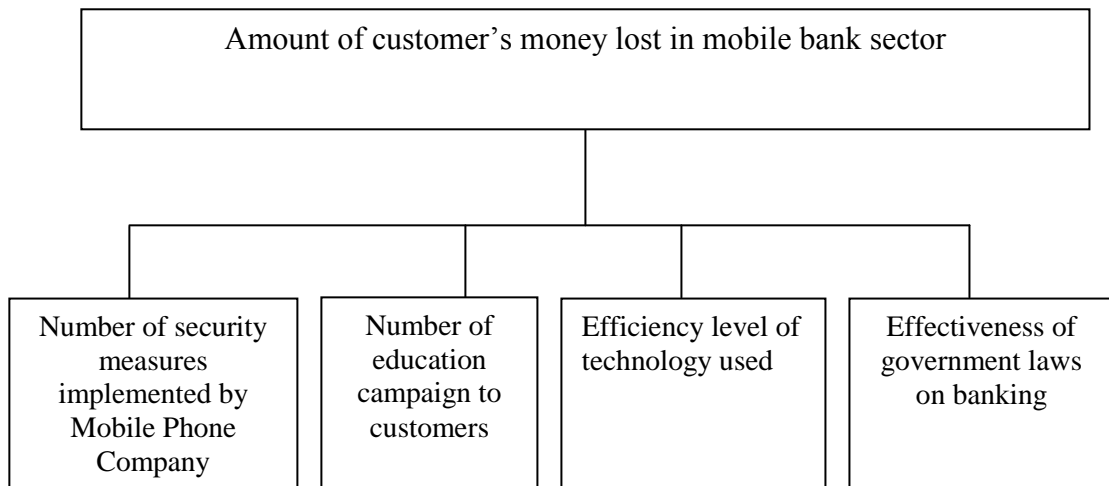 Amount of customer’s money lost in mobile bank sector
Number of security
measures
implemented by
Mobile Phone
Company
Number of
education
campaign to
customers
Efficiency level of
technology used
Effectiveness of
government laws
on banking